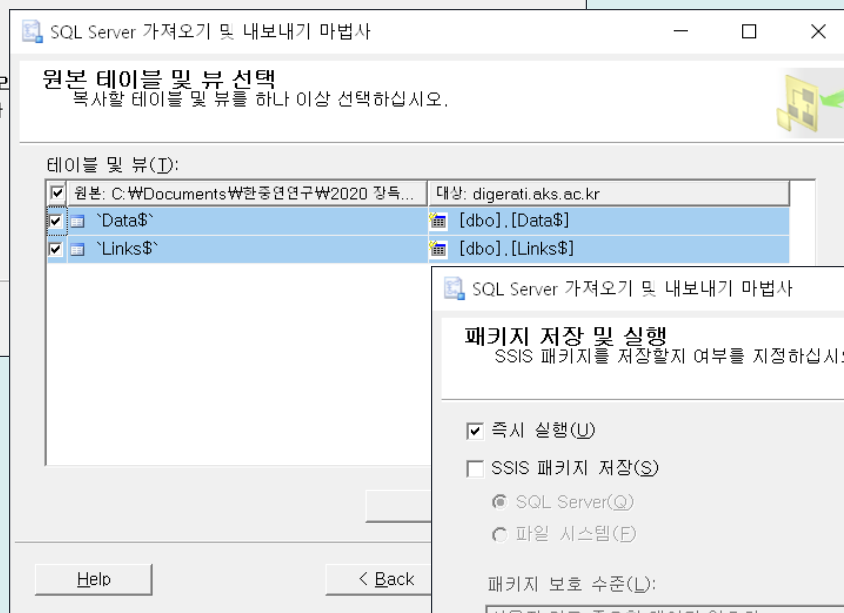 SQL Server 가져오기 및 내보내기 마법사
원본 테이블 및 뷰 선택
복사할 테이블 및 뷰를 하나 이상 선택하십시오.
테이블 및 뷰(T):
원본: C:₩Documents₩한중연연구₩2020 장득... 대상: digerati.aks.ac.kr
`Data$` [dbo].[Data$]
`Links$` [dbo].[Links$]
SQL Server 가져오기 및 내보내기 마법사
패키지 저장 및 실행
SSIS 패키지를 저장할지 여부를 지정하십시
즉시 실행(U)
SSIS 패키지 저장(S)
SQL Server(Q)
파일 시스템(F)
패키지 보호 수준(L):
Help
< Back